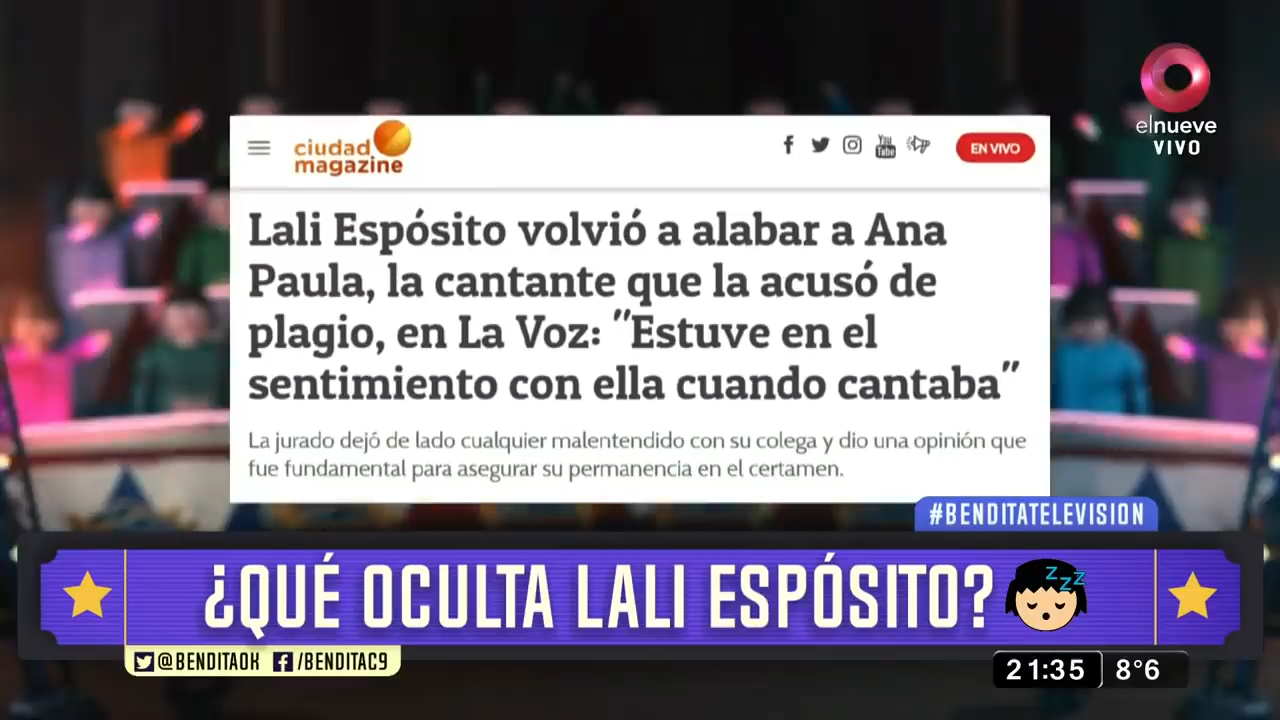 elnueve
VIVO
ciudad
magazine
You
Tube
EN VIVO
Lali Espósito volvió a alabar a Ana
Paula, la cantante que la acusó de
plagio, en La Voz: "Estuve en el
sentimiento con ella cuando cantaba"
La jurado dejó de lado cualquier malentendido con su colega y dio una opinión que
fue fundamental para asegurar su permanencia en el certamen.
#BENDITATELEVISION
¿QUÉ OCULTA LALI ESPÓSITO?
z z z
@BENDITAOK /BENDITAC9
21:35 8°6